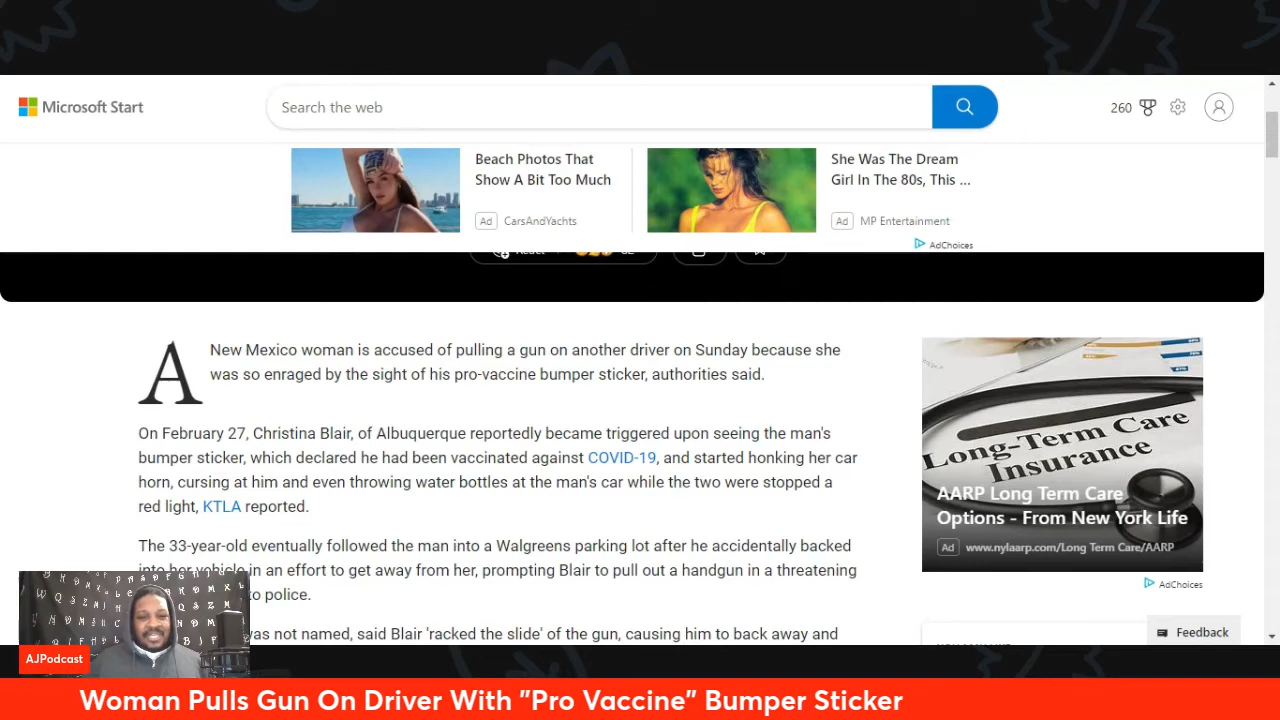 Microsoft Start
Search the web
260
Beach Photos That
Show A Bit Too Much
Ad CarsAndYachts
She Was The Dream
Girl In The 80s, This ...
Ad MP Entertainment
AdChoices
A New Mexico woman is accused of pulling a gun on another driver on Sunday because she
was so enraged by the sight of his pro-vaccine bumper sticker, authorities said.
On February 27, Christina Blair, of Albuquerque reportedly became triggered upon seeing the man's
bumper sticker, which declared he had been vaccinated against COVID-19, and started honking her car
horn, cursing at him and even throwing water bottles at the man's car while the two were stopped a
red light, KTLA reported.
The 33-year-old eventually followed the man into a Walgreens parking lot after he accidentally backed
into her vehicle in an effort to get away from her, prompting Blair to pull out a handgun in a threatening
to police.
was not named, said Blair 'racked the slide' of the gun, causing him to back away and
Long-Term Care
Insurance
AARP Long Term Care
Options - From New York Life
Ad www.nylaarp.com/Long Term Care/AARP
AdChoices
Feedback
AJPodcast
Woman Pulls Gun On Driver With "Pro Vaccine" Bumper Sticker